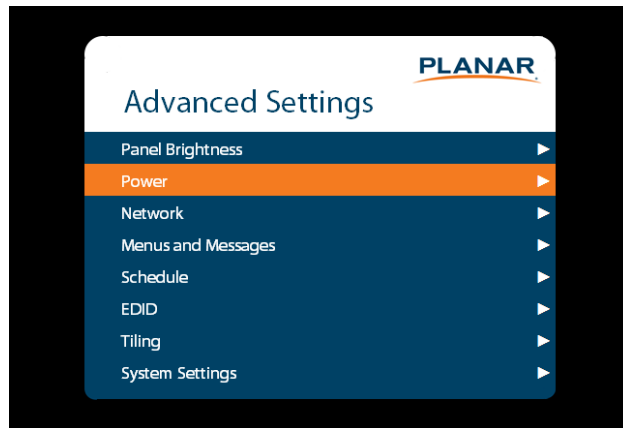 PLANAR
Advanced Settings
Panel Brightness
Power
Network
Menus and Messages
Schedule
EDID
Tiling
System Settings